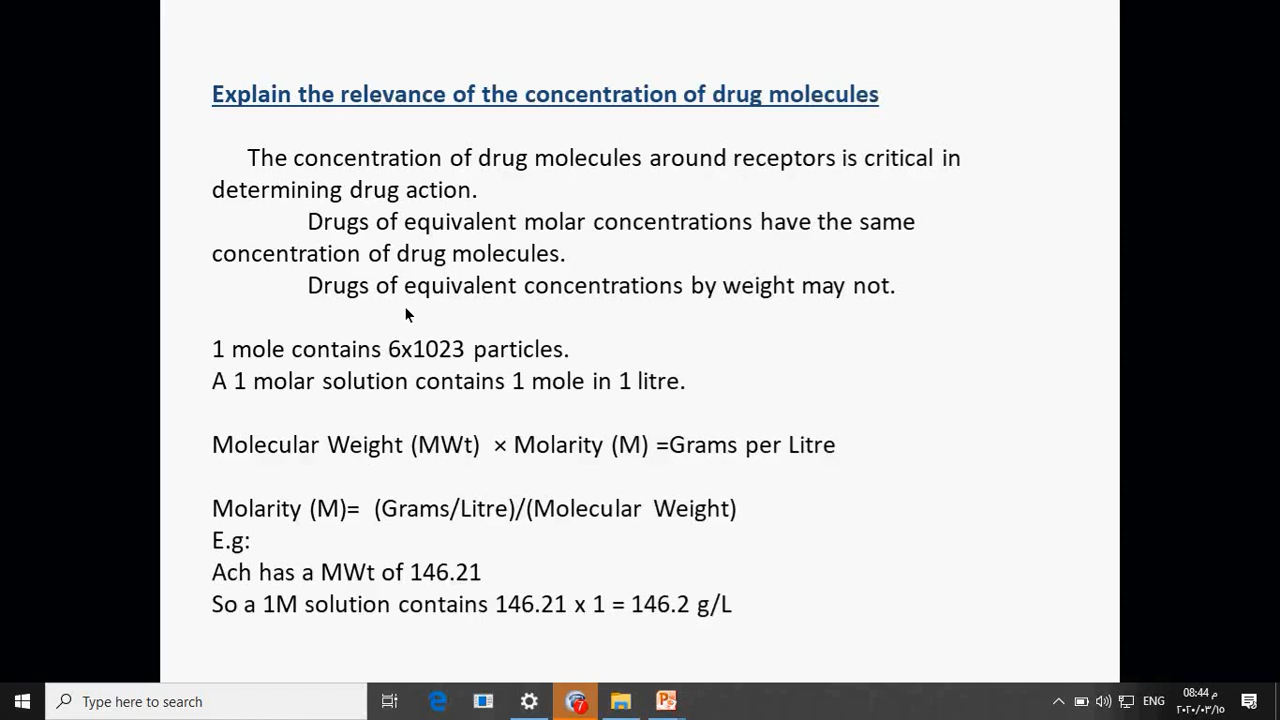 Explain the relevance of the concentration of drug molecules
The concentration of drug molecules around receptors is critical in
determining drug action.
Drugs of equivalent molar concentrations have the same
concentration of drug molecules.
Drugs of equivalent concentrations by weight may not.
1 mole contains 6x1023 particles.
A 1 molar solution contains 1 mole in 1 litre.
Molecular Weight (MWt) × Molarity (M) =Grams per Litre
Molarity (M)= (Grams/Litre)/(Molecular Weight)
E.g:
Ach has a MWt of 146.21
So a 1M solution contains 146.21 x 1 = 146.2 g/L
Type here to search
7
ENG
08:44 م
٢٠٢٠/٠٣/١٥